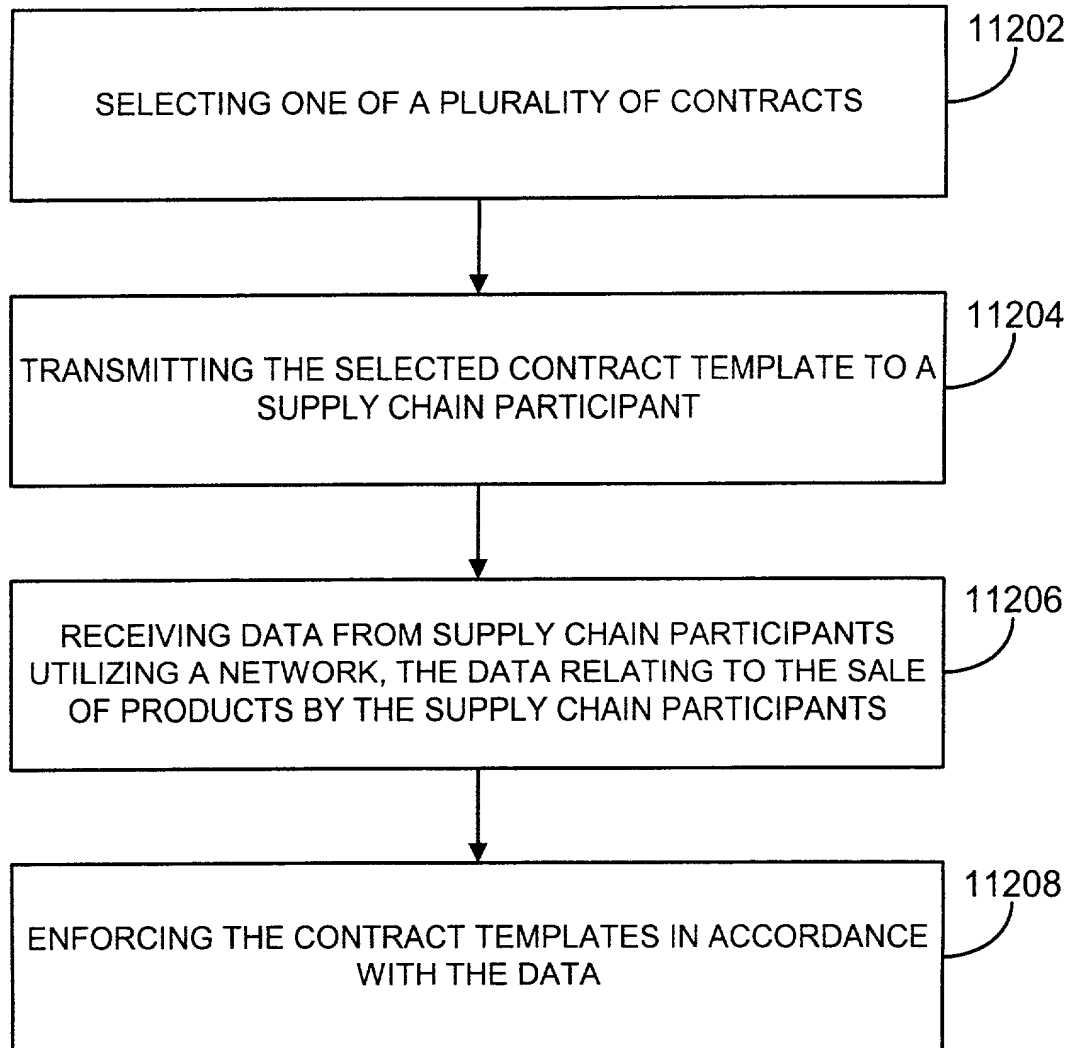 11202
SELECTING ONE OF A PLURALITY OF CONTRACTS
11204
TRANSMITTING THE SELECTED CONTRACT TEMPLATE TO A
SUPPLY CHAIN PARTICIPANT
11206
RECEIVING DATA FROM SUPPLY CHAIN PARTICIPANTS
UTILIZING A NETWORK, THE DATA RELATING TO THE SALE
OF PRODUCTS BY THE SUPPLY CHAIN PARTICIPANTS
11208
ENFORCING THE CONTRACT TEMPLATES IN ACCORDANCE
WITH THE DATA